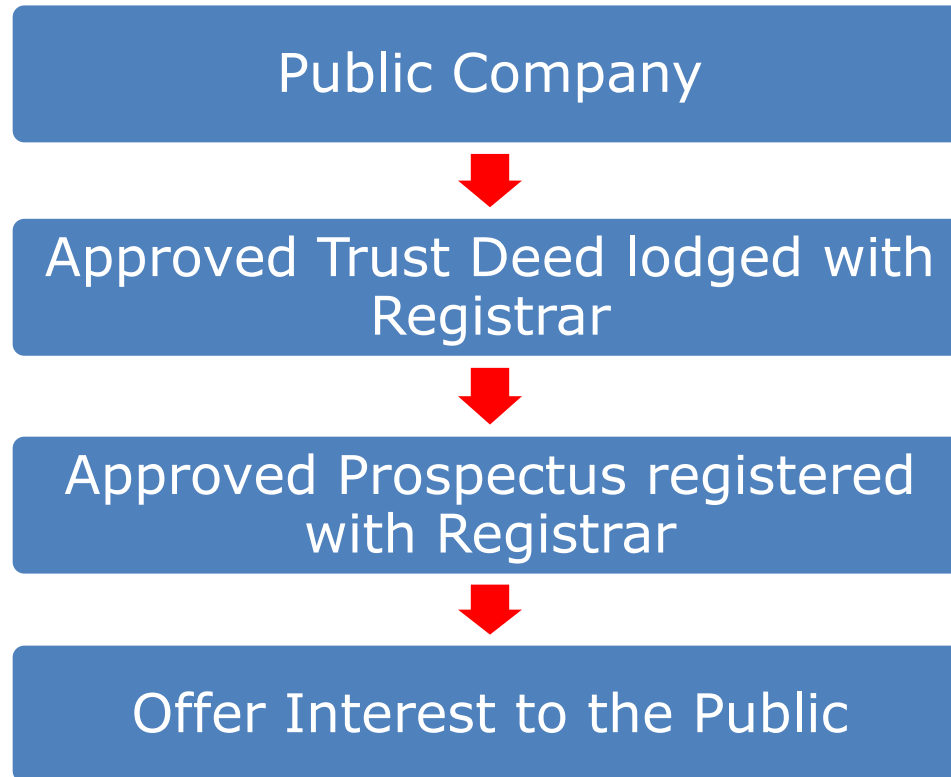 Public Company
Approved Trust Deed lodged with
Registrar
Approved Prospectus registered
with Registrar
Offer Interest to the Public